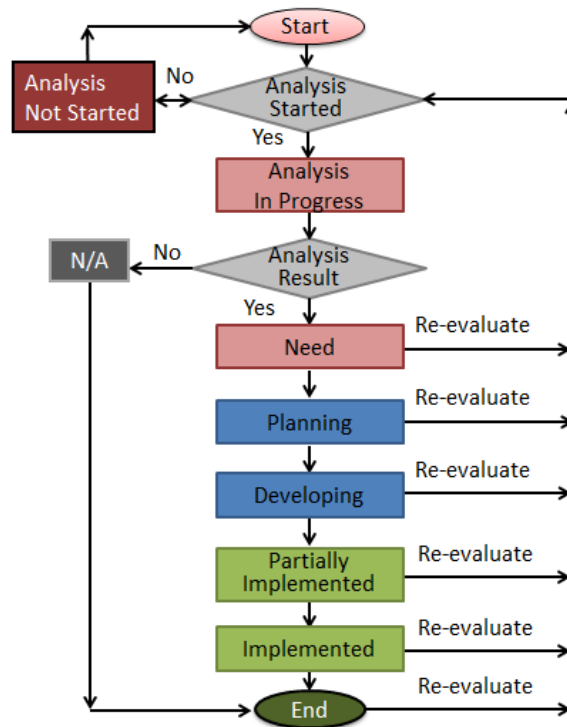 Start
Analysis
Not Started
No
Analysis
Started
Yes
Analysis
In Progress
N/A
No
Analysis
Result
Yes
Need
Re-evaluate
Planning
Re-evaluate
Developing
Re-evaluate
Partially
Implemented
Re-evaluate
Implemented
Re-evaluate
End
Re-evaluate